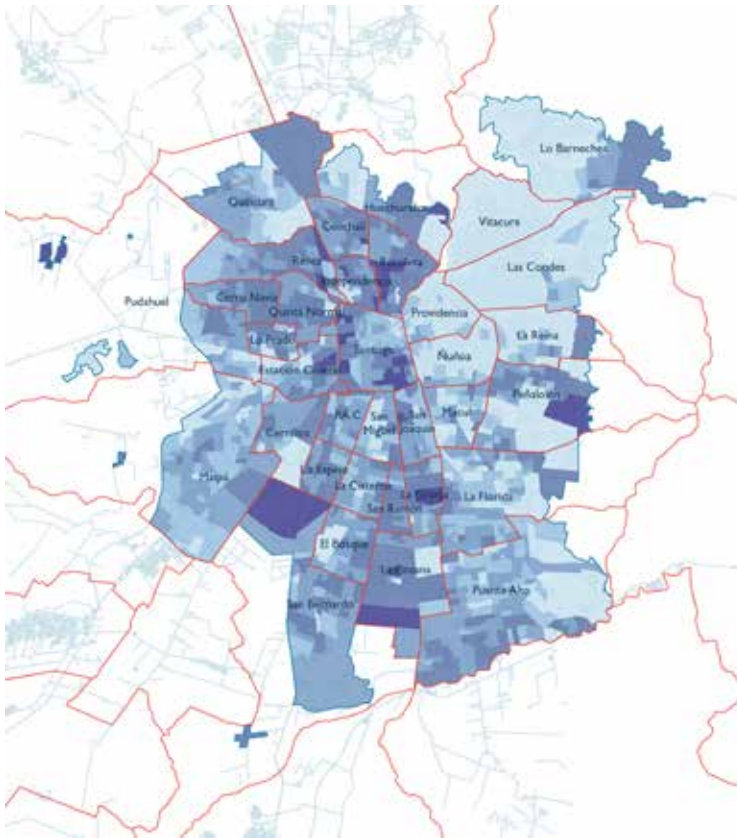 Lo Barnechea
Quilicura
Huechuraba
Vitacura
Conchalí
Las Condes
Renca
Recoleta
Independencia
Pudahuel
Cerro Navia
Quinta Normal
Providencia
Lo Prado
La Reina
Santiago
Ñuñoa
Estación Central
Peñalolén
P.A.C.
San
Miguel
San
Joaquín
Macul
Cerrillos
Maipú
Lo Espejo
La Cisterna
La Granja
La Florida
San Ramón
El Bosque
La Pintana
Puente Alto
San Bernardo